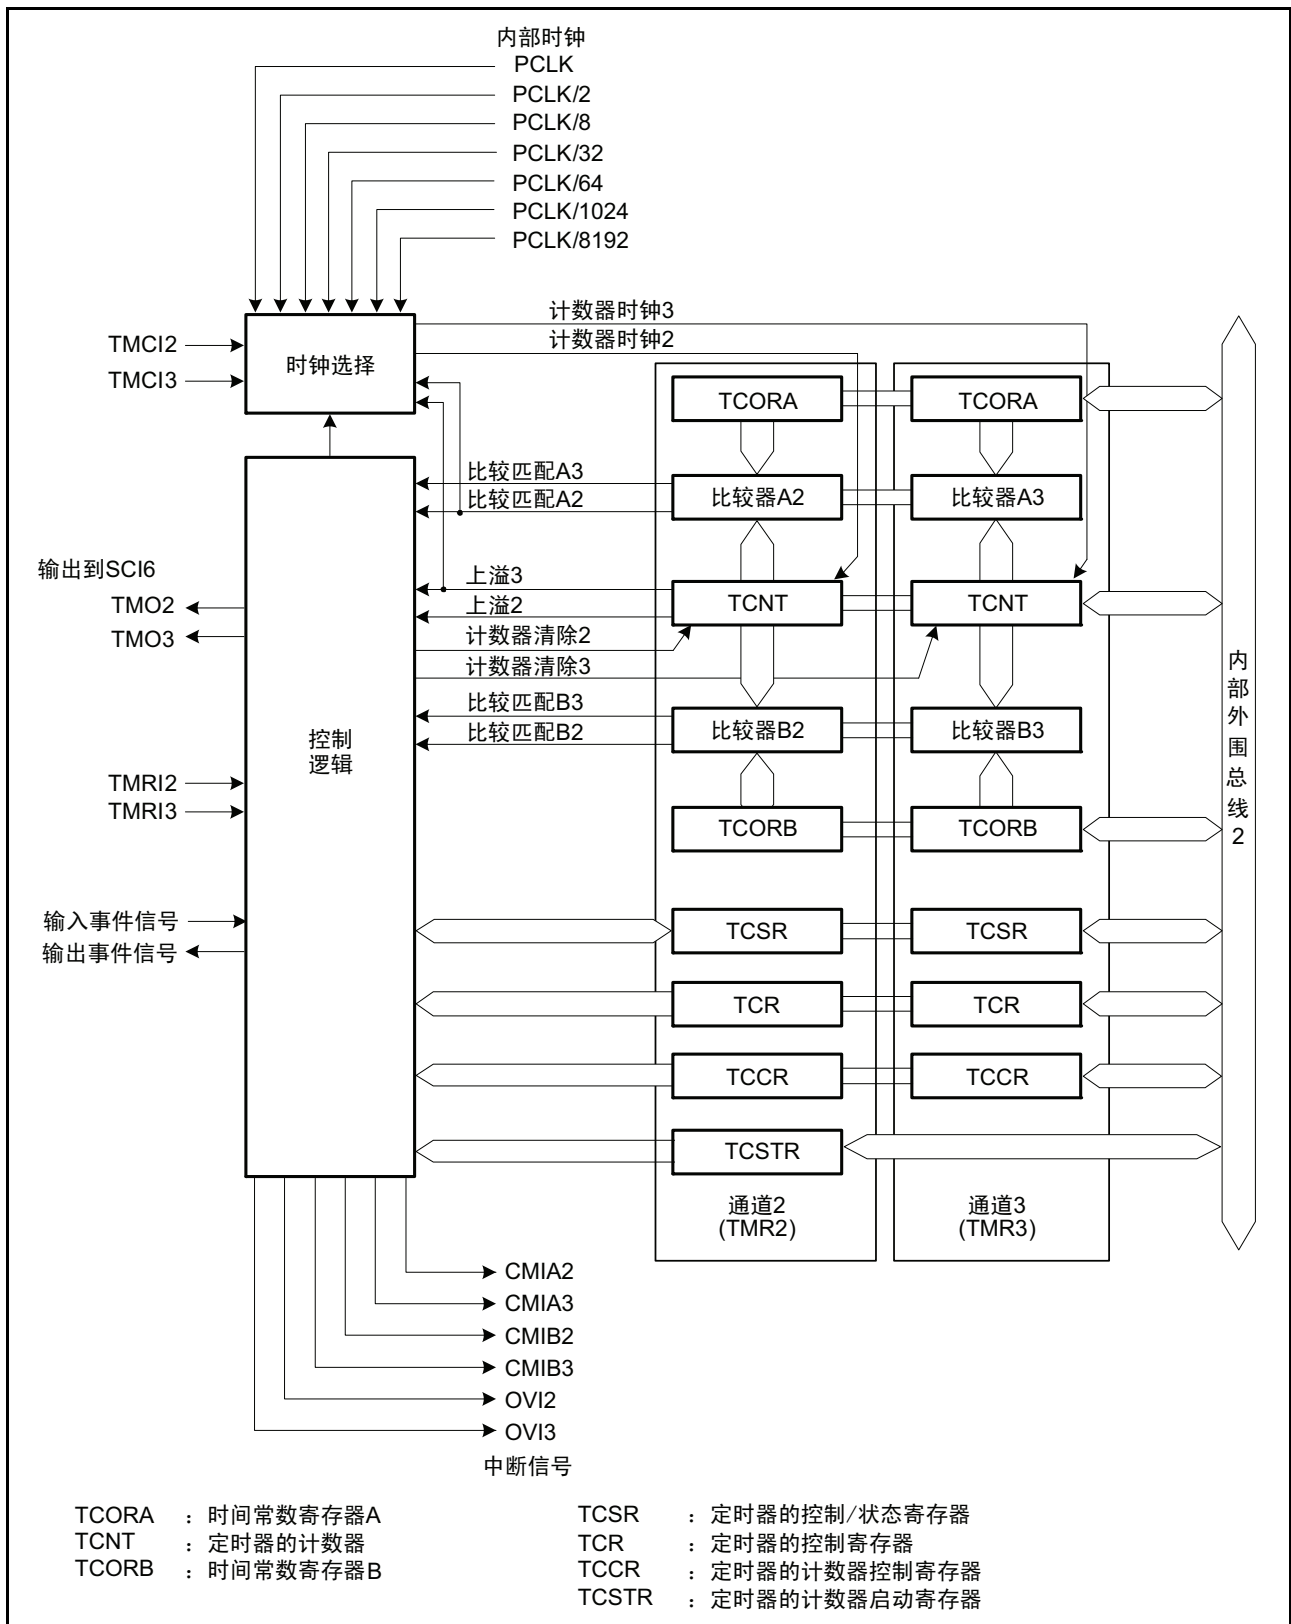 内部时钟
PCLK
PCLK/2
PCLK/8
PCLK/32
PCLK/64
PCLK/1024
PCLK/8192
计数器时钟3
计数器时钟2
TMCI2
TMCI3
时钟选择
TCORA
TCORA
比较匹配A3
比较匹配A2
比较器A2
比较器A3
输出到SCI6
TMO2
TMO3
上溢3
上溢2
计数器清除2
计数器清除3
TCNT
TCNT
比较匹配B3
比较匹配B2
比较器B2
比较器B3
控制
逻辑
TMRI2
TMRI3
TCORB
TCORB
内部外围总线2
输入事件信号
输出事件信号
TCSR
TCSR
TCR
TCR
TCCR
TCCR
TCSTR
通道2
(TMR2)
通道3
(TMR3)
CMIA2
CMIA3
CMIB2
CMIB3
OVI2
OVI3
中断信号
TCORA ：时间常数寄存器A
TCNT ：定时器的计数器
TCORB ：时间常数寄存器B
TCSR ：定时器的控制/状态寄存器
TCR ：定时器的控制寄存器
TCCR ：定时器的计数器控制寄存器
TCSTR ：定时器的计数器启动寄存器